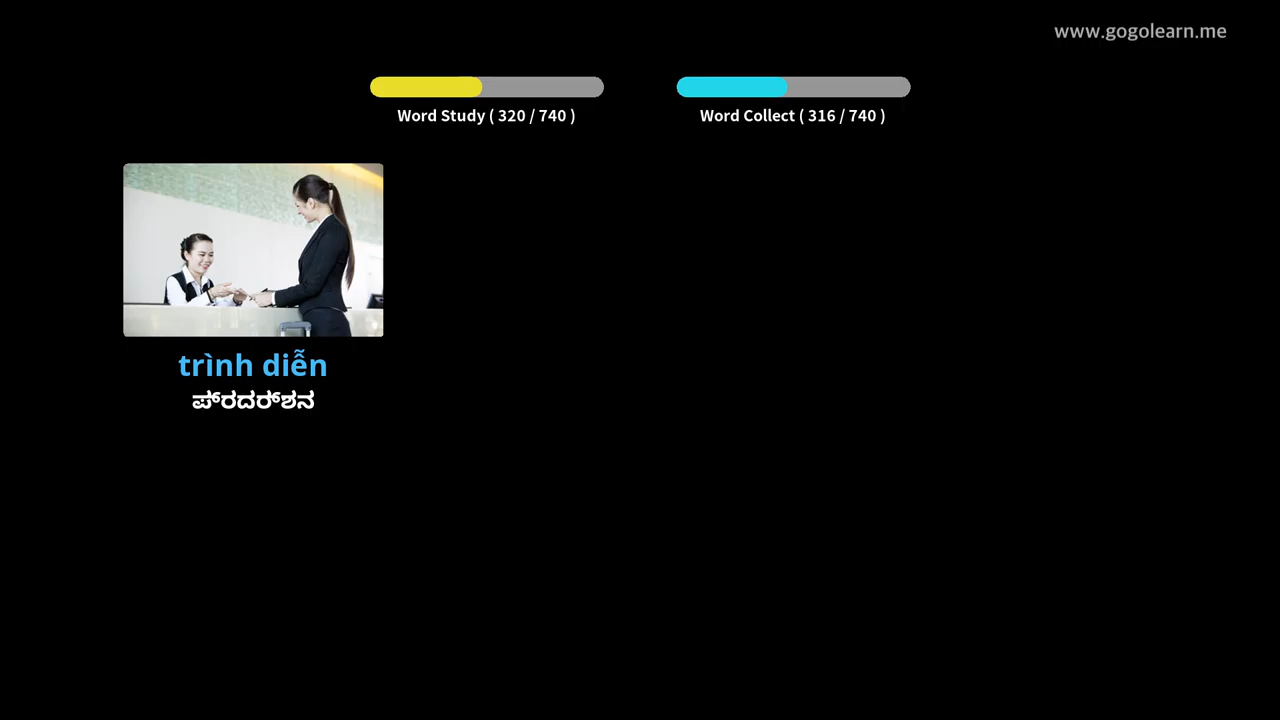 www.gogolearn.me
Word Study ( 320 / 740 )
Word Collect ( 316 / 740 )
trình diễn
ಪ್ರದರ್ಶನ